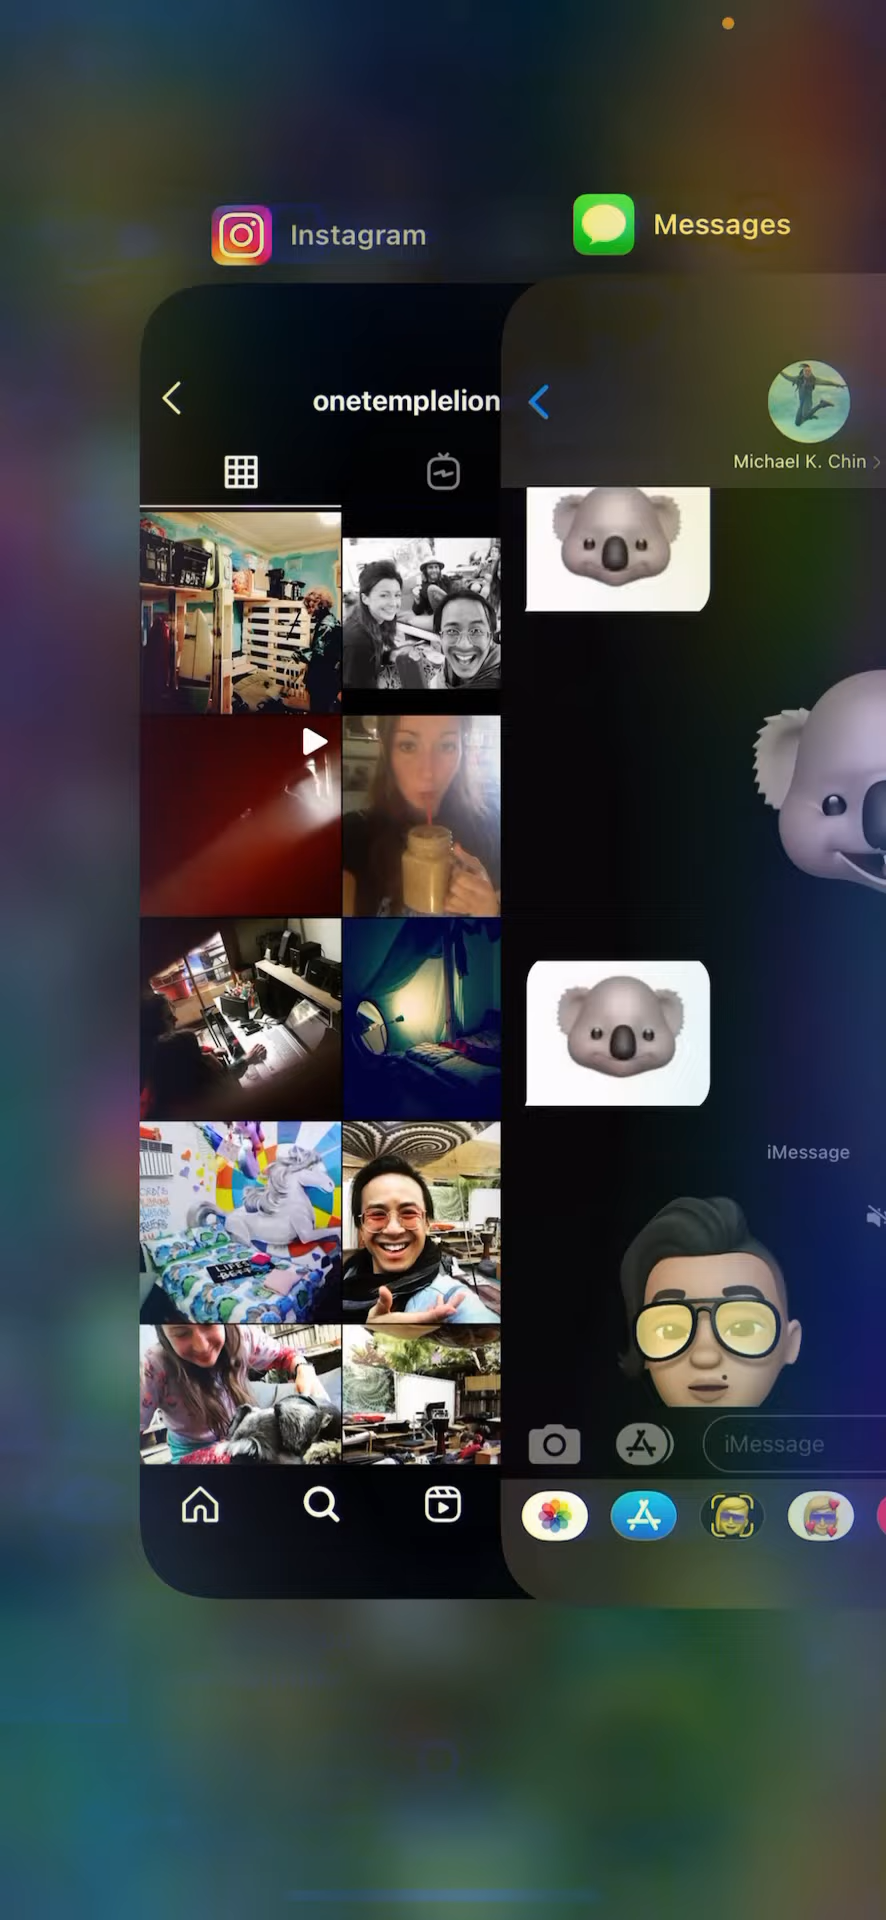 Instagram
Messages
onetemplelion
Michael K. Chin
iMessage
iMessage